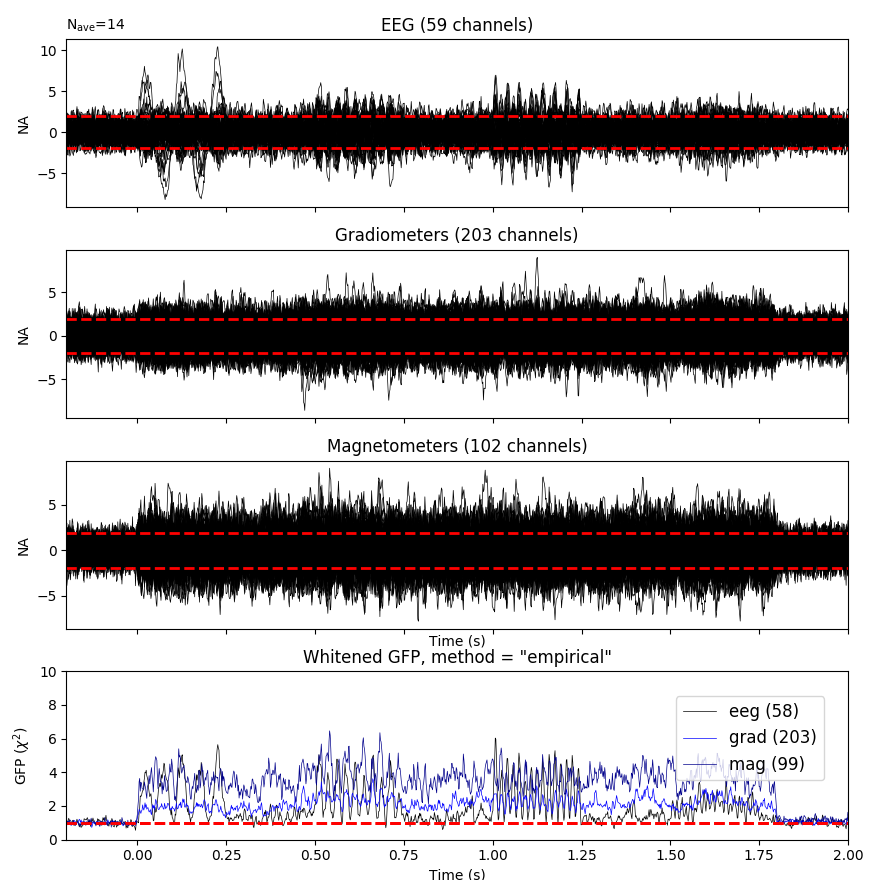 N_ave=14
EEG (59 channels)
10
5
0
−5
NA
Gradiometers (203 channels)
5
0
−5
NA
Magnetometers (102 channels)
5
0
−5
NA
Time (s)
Whitened GFP, method = "empirical"
10
8
6
4
2
0
GFP (χ²)
eeg (58)
grad (203)
mag (99)
0.00 0.25 0.50 0.75 1.00 1.25 1.50 1.75 2.00
Time (s)